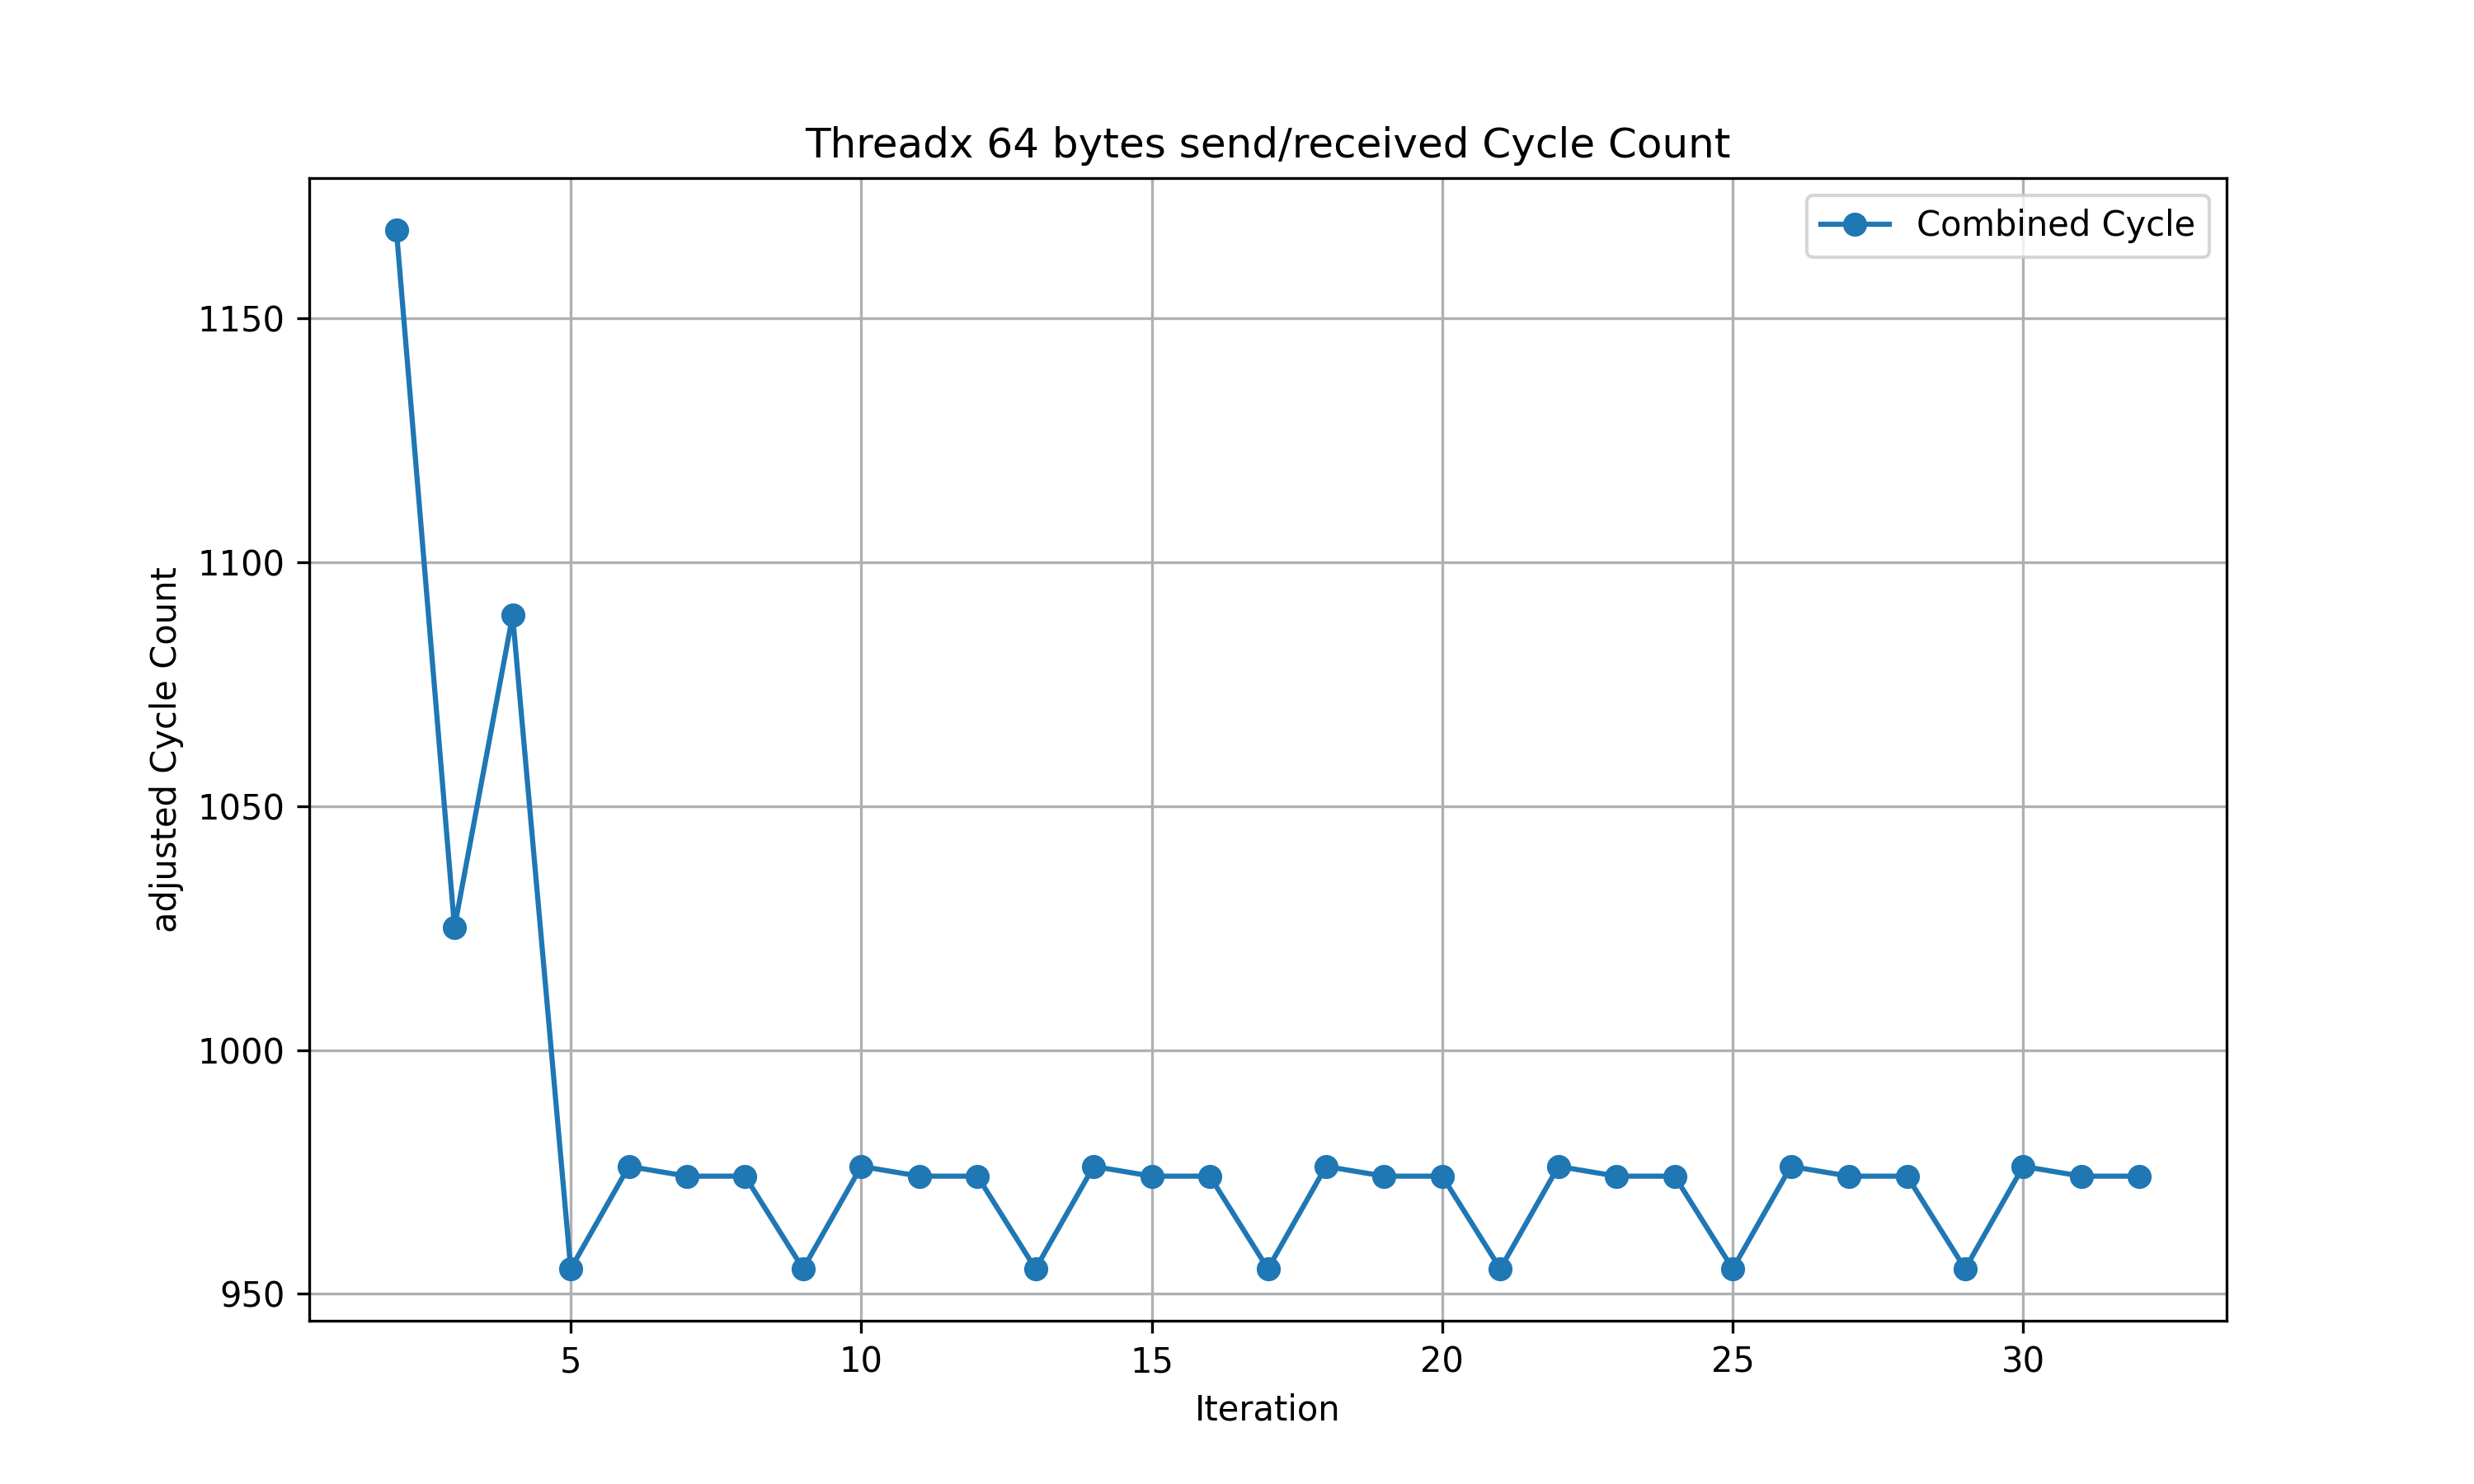 Threadx 64 bytes send/received Cycle Count
Combined Cycle
adjusted Cycle Count
1150
1100
1050
1000
950
5
10
15
20
25
30
Iteration